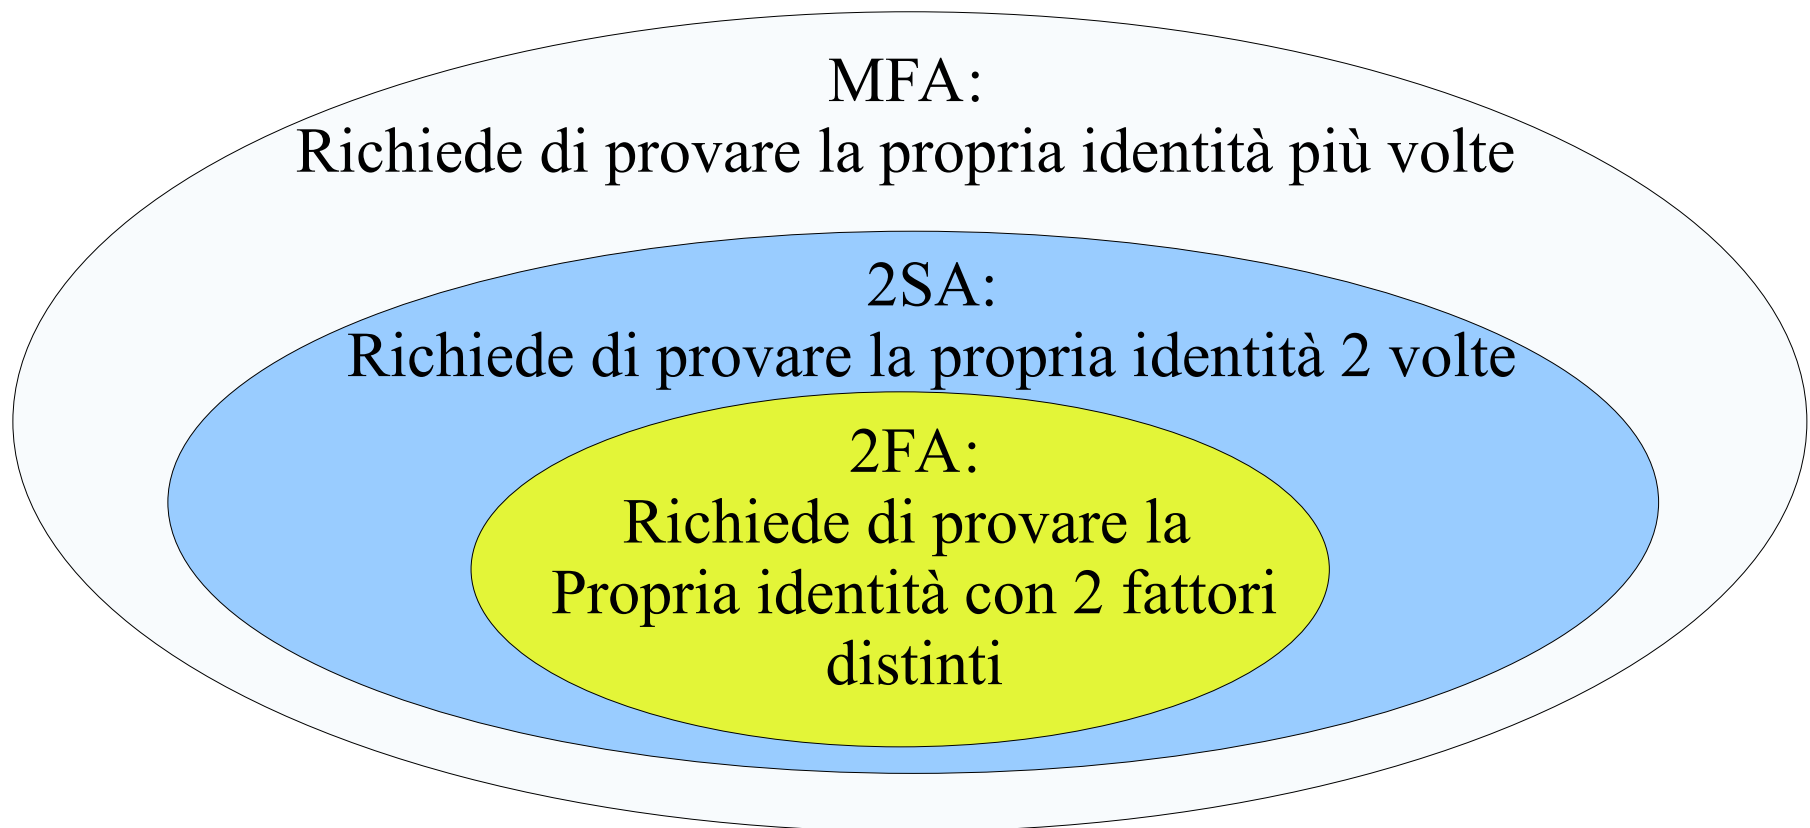 MFA:
Richiede di provare la propria identità più volte
2SA:
Richiede di provare la propria identità 2 volte
2FA:
Richiede di provare la
Propria identità con 2 fattori
distinti